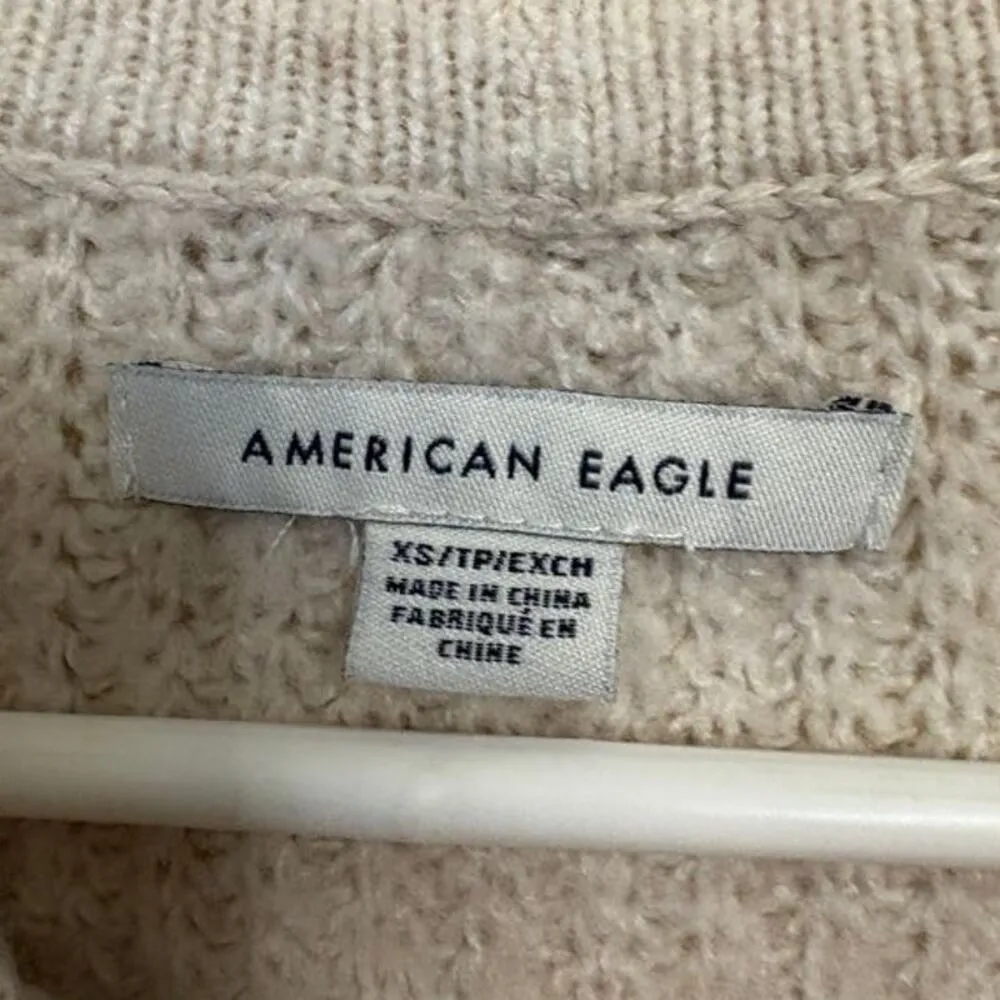 AMERICAN EAGLE
XS/TP/EXCH
MADE IN CHINA
FABRIQUÉ EN
CHINE